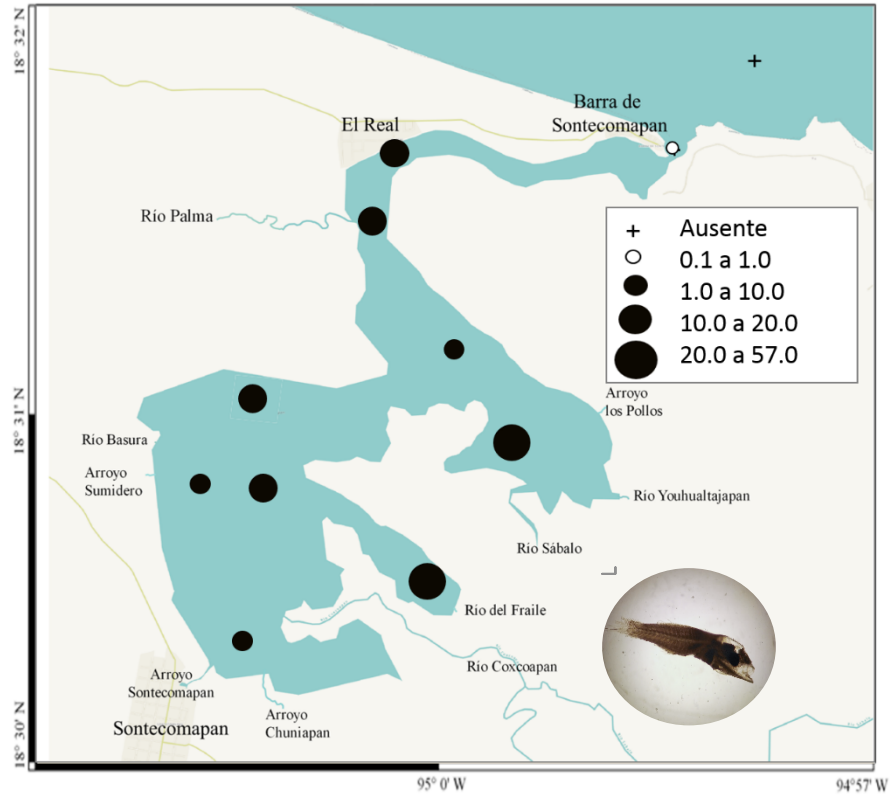 18° 32' N
Barra de
Sontecomapan
El Real
Río Palma
+ Ausente
0.1 a 1.0
1.0 a 10.0
10.0 a 20.0
20.0 a 57.0
Arroyo
los Pollos
18° 31' N
Río Basura
Arroyo
Sumidero
Río Youhualtajapan
Río Sábalo
Río del Fraile
Río Coxcoapan
Arroyo
Sontecomapan
Arroyo
Chuniapan
Sontecomapan
18° 30' N
95° 0' W
94°57' W